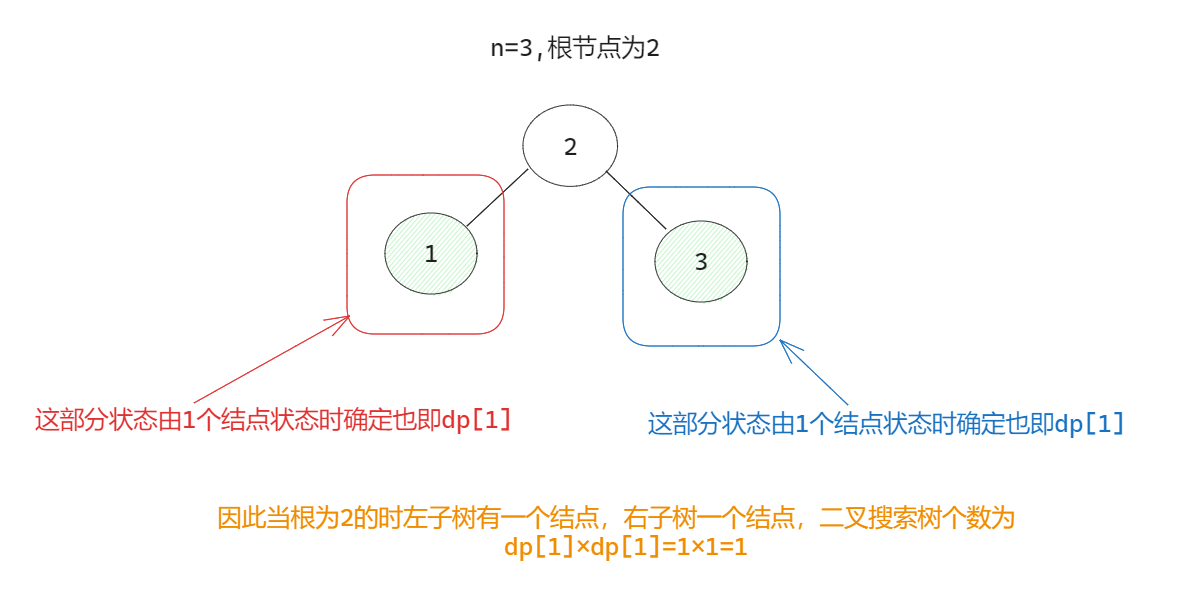 n=3,根节点为2
2
1
3
这部分状态由1个结点状态时确定也即dp[1]
这部分状态由1个结点状态时确定也即dp[1]
因此当根为2的时左子树有一个结点，右子树一个结点，二叉搜索树个数为
dp[1]×dp[1]=1×1=1